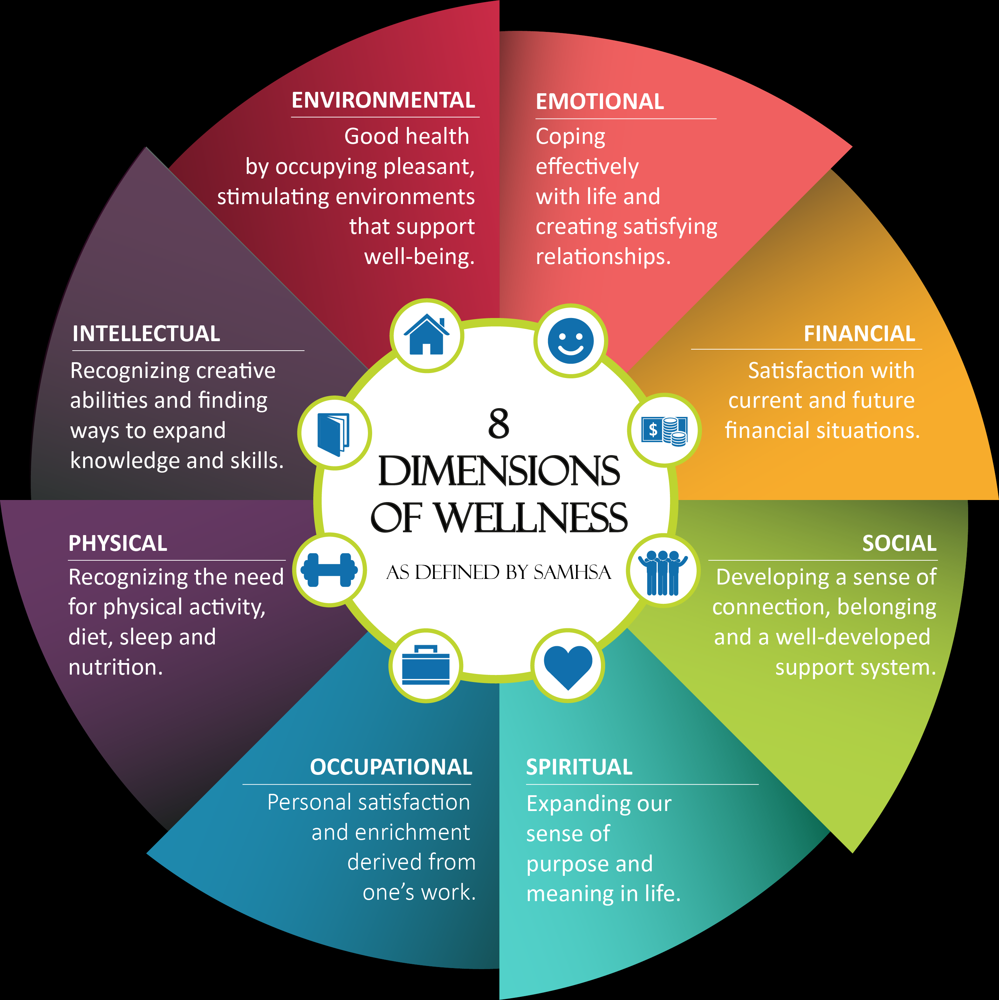 ENVIRONMENTAL
Good health
by occupying pleasant,
stimulating environments
that support
well-being.
EMOTIONAL
Coping
effectively
with life and
creating satisfying
relationships.
INTELLECTUAL
Recognizing creative
abilities and finding
ways to expand
knowledge and skills.
FINANCIAL
Satisfaction with
current and future
financial situations.
$
8
DIMENSIONS
OF WELLNESS
AS DEFINED BY SAMHSA
PHYSICAL
Recognizing the need
for physical activity,
diet, sleep and
nutrition.
SOCIAL
Developing a sense of
connection, belonging
and a well-developed
support system.
OCCUPATIONAL
Personal satisfaction
and enrichment
derived from
one’s work.
SPIRITUAL
Expanding our
sense of
purpose and
meaning in life.